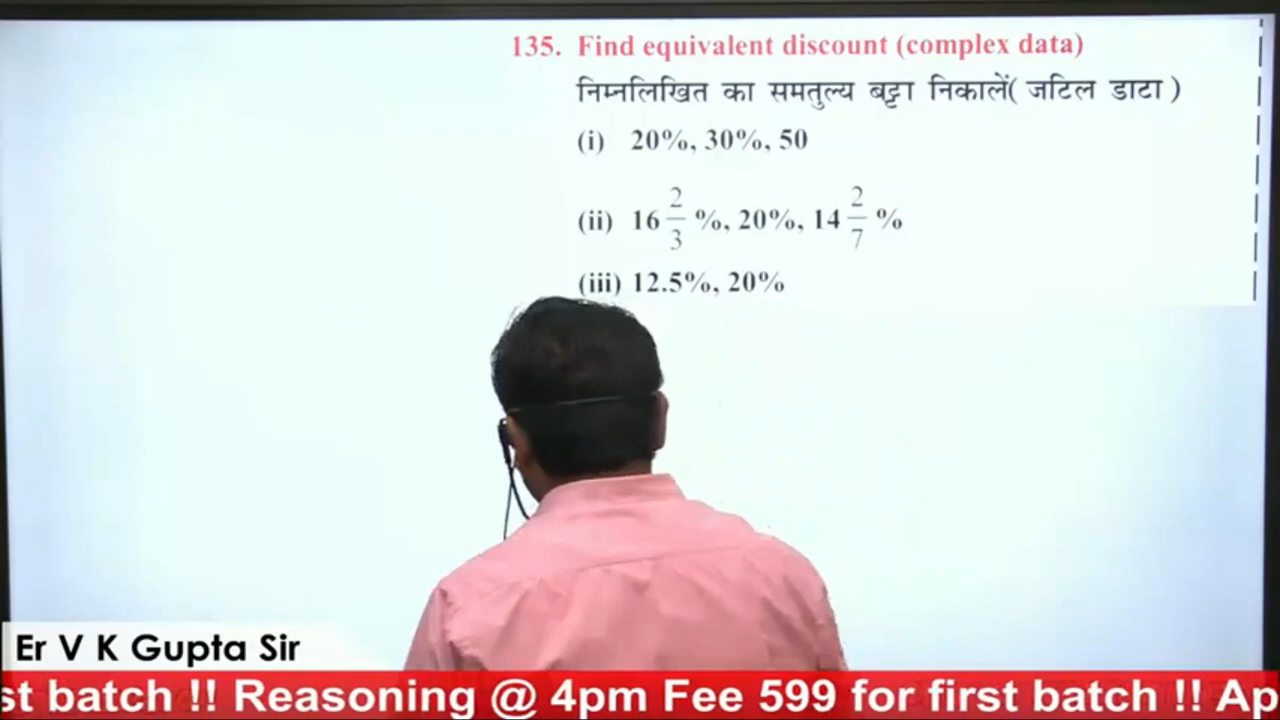 135. Find equivalent discount (complex data)
निम्नलिखित का समतुल्य बट्टा निकालें( जटिल डाटा )
(i) 20%, 30%, 50
(ii) 16 2/3 %, 20%, 14 2/7 %
(iii) 12.5%, 20%
Er V K Gupta Sir
st batch !! Reasoning @ 4pm Fee 599 for first batch !! Ap